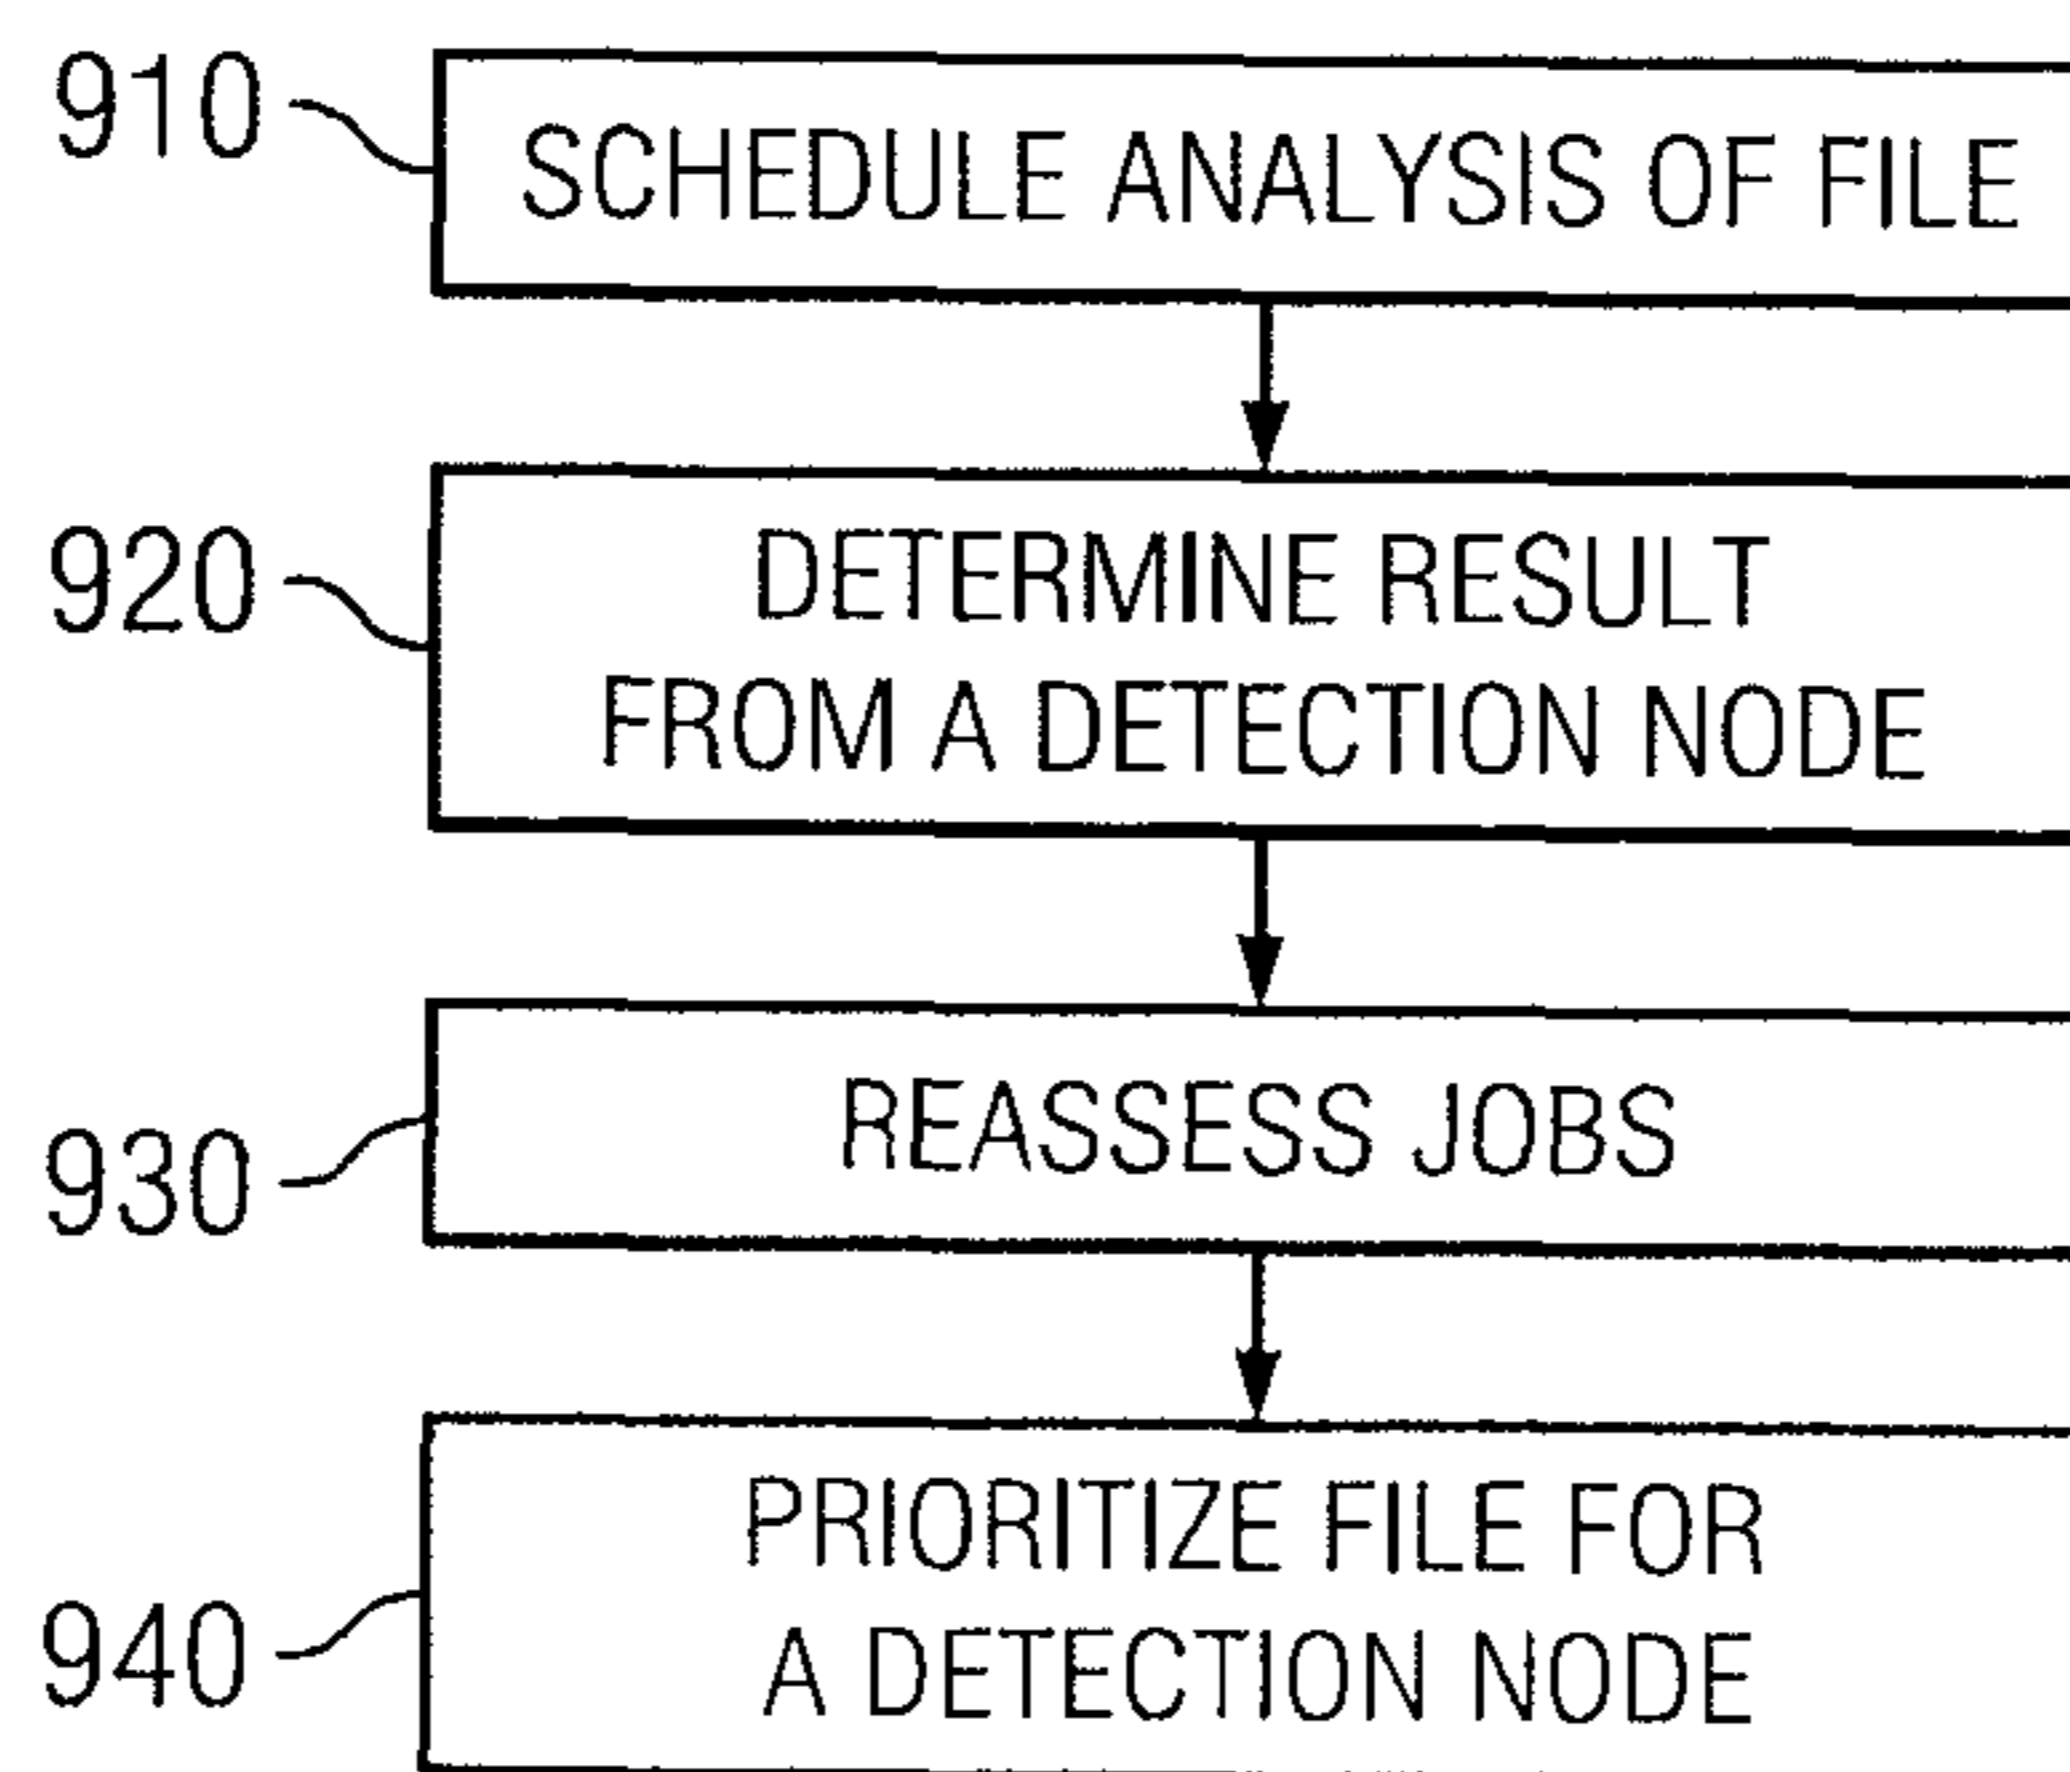 910
SCHEDULE ANALYSIS OF FILE
920
DETERMINE RESULT
FROM A DETECTION NODE
930
REASSESS JOBS
940
PRIORITIZE FILE FOR
A DETECTION NODE